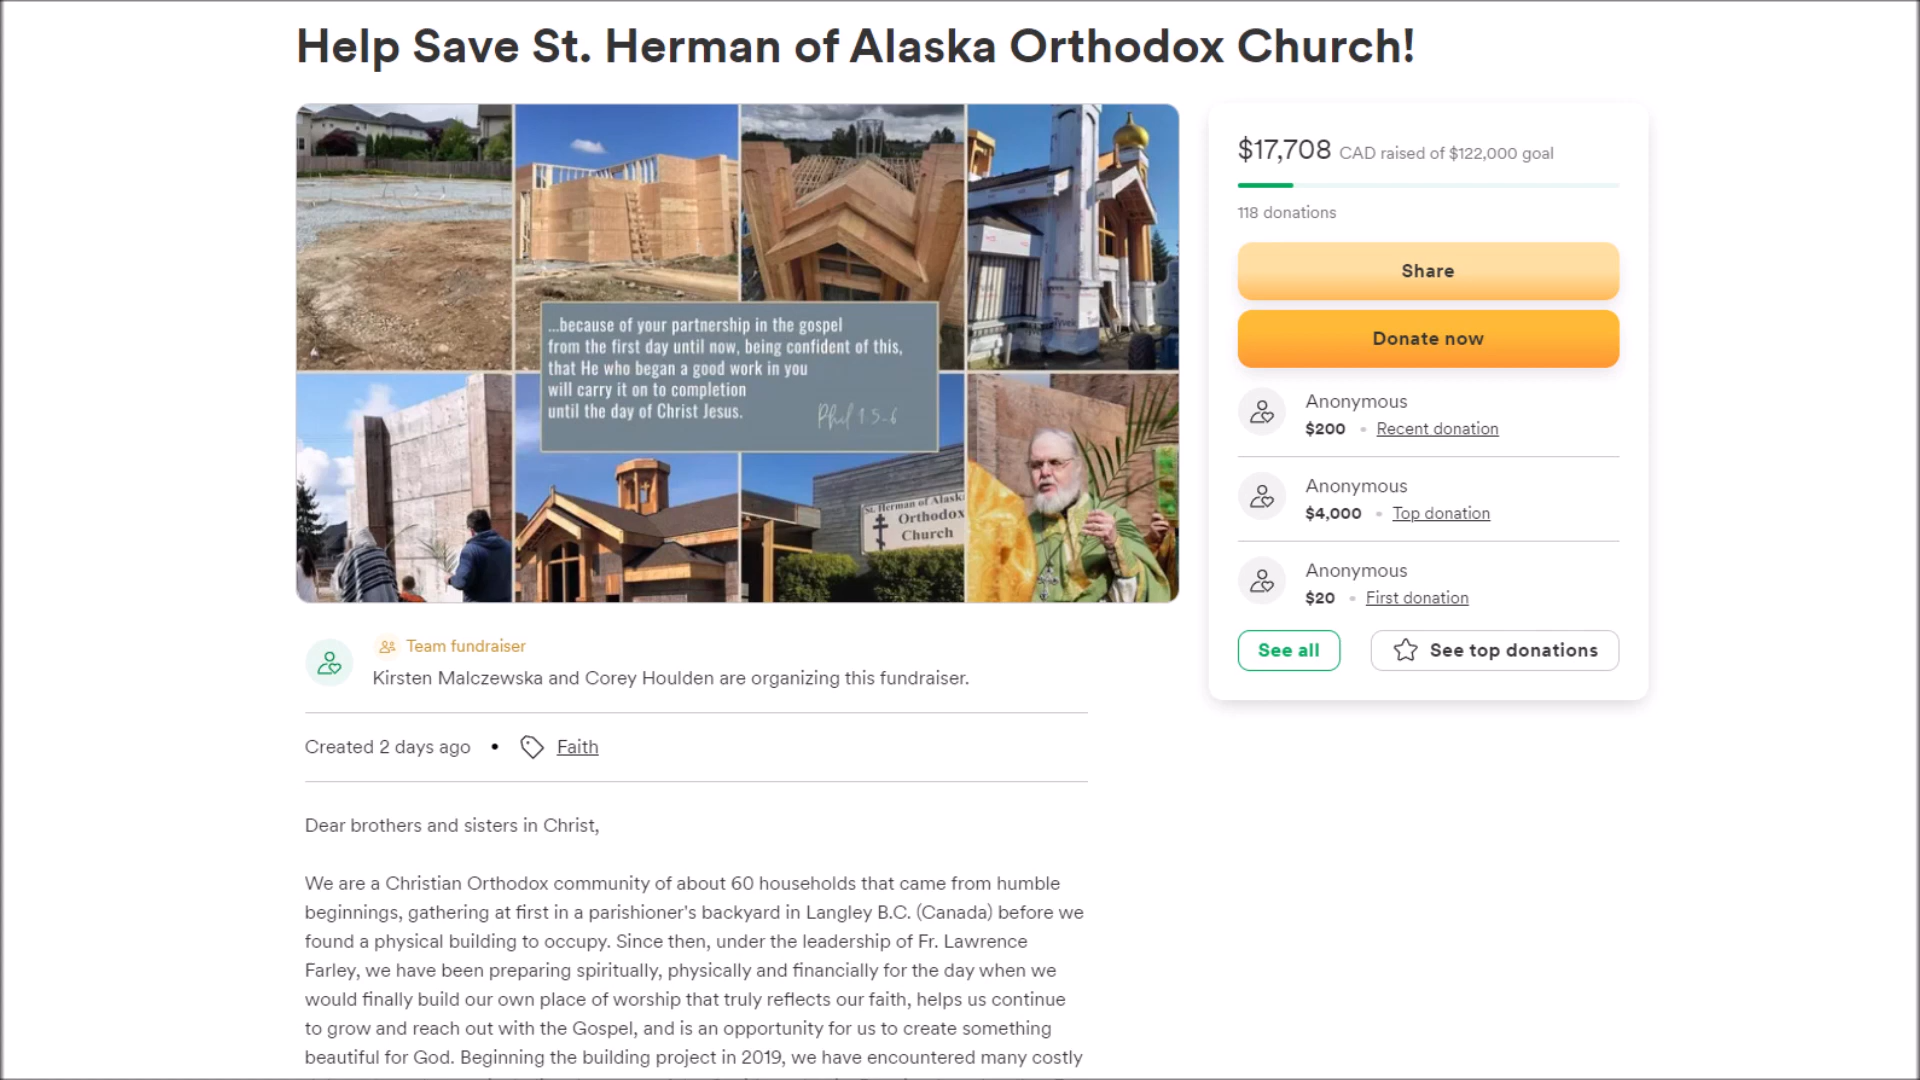 Help Save St. Herman of Alaska Orthodox Church!
...because of your partnership in the gospel
from the first day until now, being confident of this,
that He who began a good work in you
will carry it on to completion
until the day of Christ Jesus.
Phil 1:5-6
St. Herman of Alaska
Orthodox
Church
$17,708 CAD raised of $122,000 goal
118 donations
Share
Donate now
Anonymous
$200 • Recent donation
Anonymous
$4,000 • Top donation
Anonymous
$20 • First donation
See all
See top donations
Team fundraiser
Kirsten Malczewska and Corey Houlden are organizing this fundraiser.
Created 2 days ago • Faith
Dear brothers and sisters in Christ,
We are a Christian Orthodox community of about 60 households that came from humble
beginnings, gathering at first in a parishioner's backyard in Langley B.C. (Canada) before we
found a physical building to occupy. Since then, under the leadership of Fr. Lawrence
Farley, we have been preparing spiritually, physically and financially for the day when we
would finally build our own place of worship that truly reflects our faith, helps us continue
to grow and reach out with the Gospel, and is an opportunity for us to create something
beautiful for God. Beginning the building project in 2019, we have encountered many costly